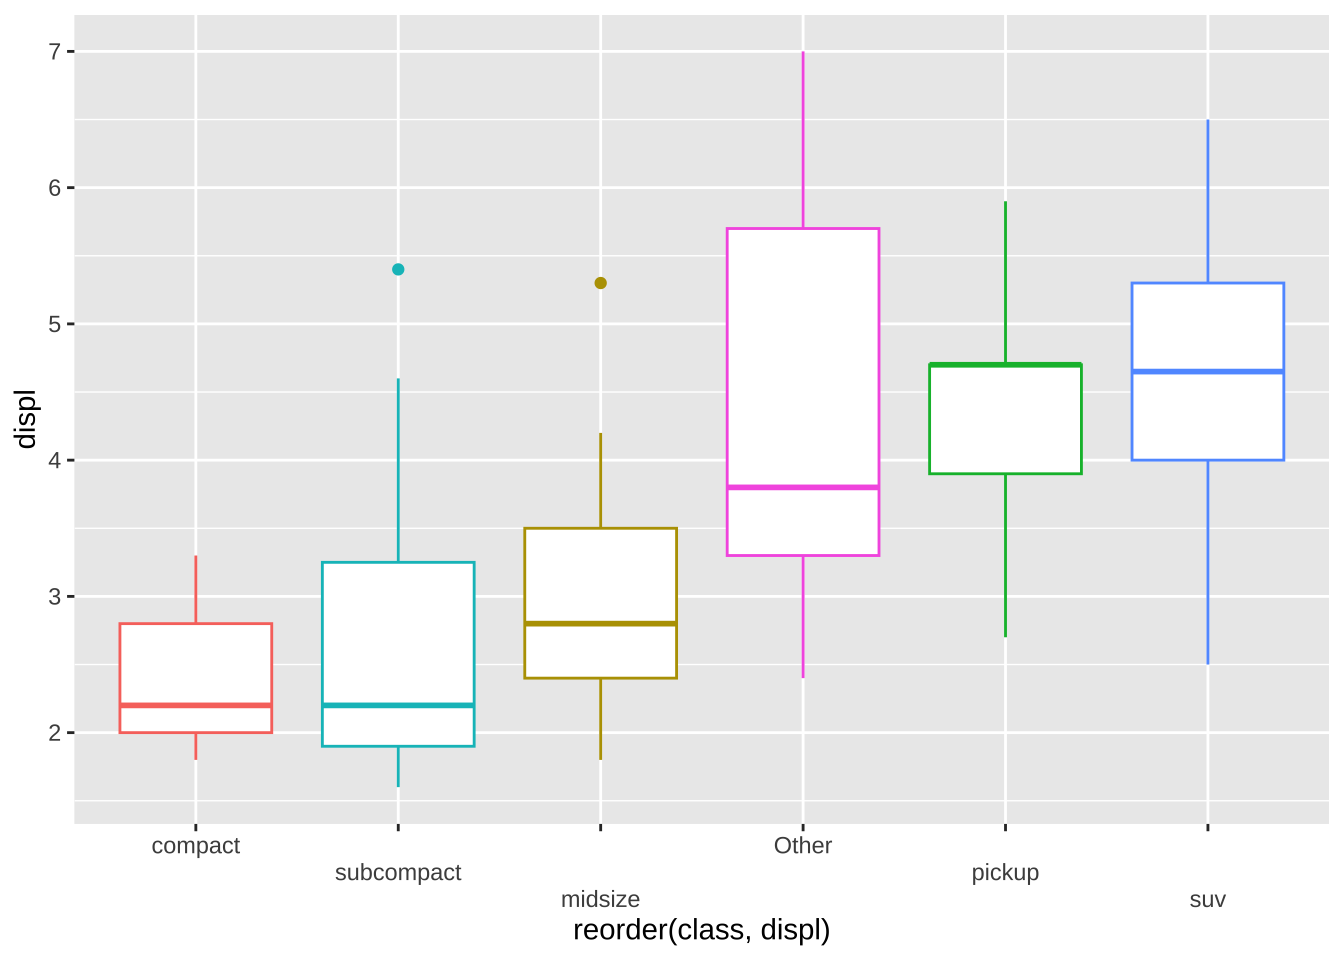 displ
7
6
5
4
3
2
compact
subcompact
midsize
Other
pickup
suv
reorder(class, displ)